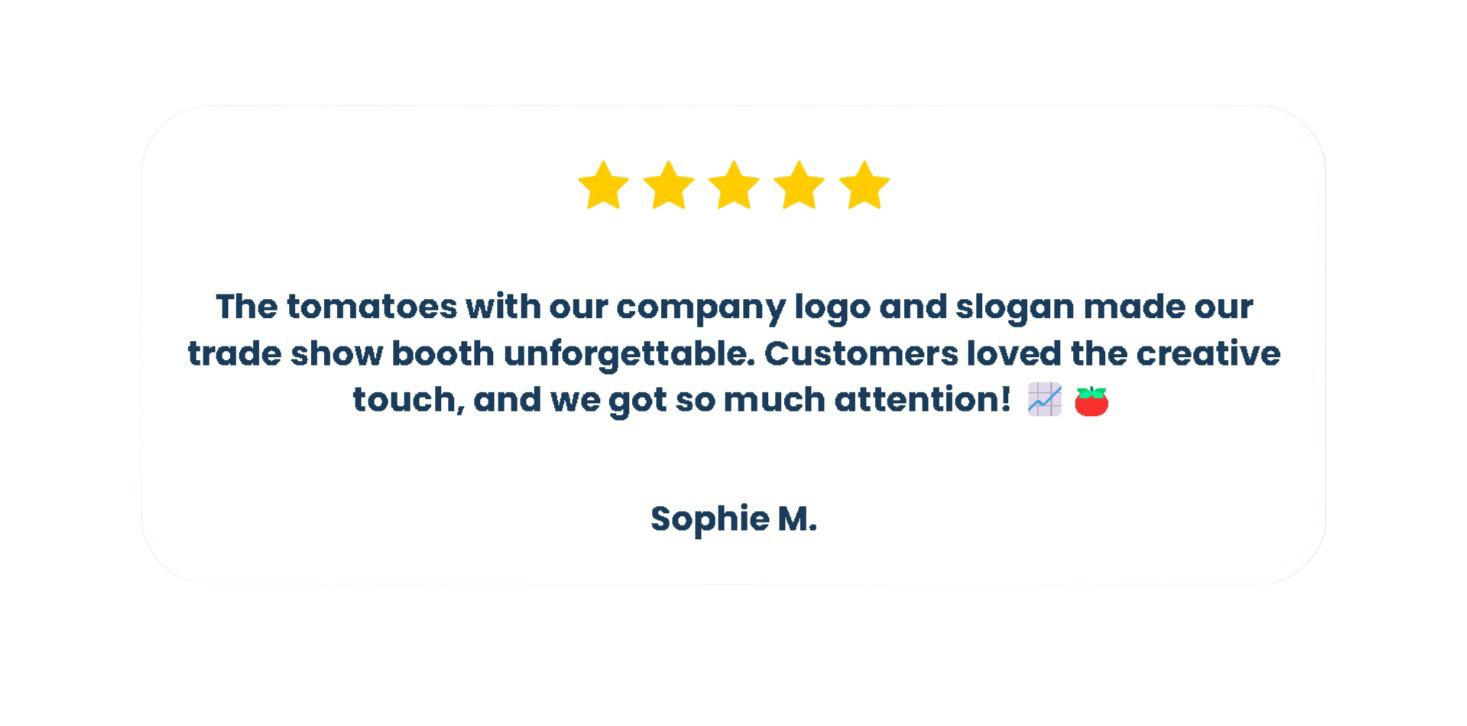 The tomatoes with our company logo and slogan made our
trade show booth unforgettable. Customers loved the creative
touch, and we got so much attention! 📈 🍅
Sophie M.